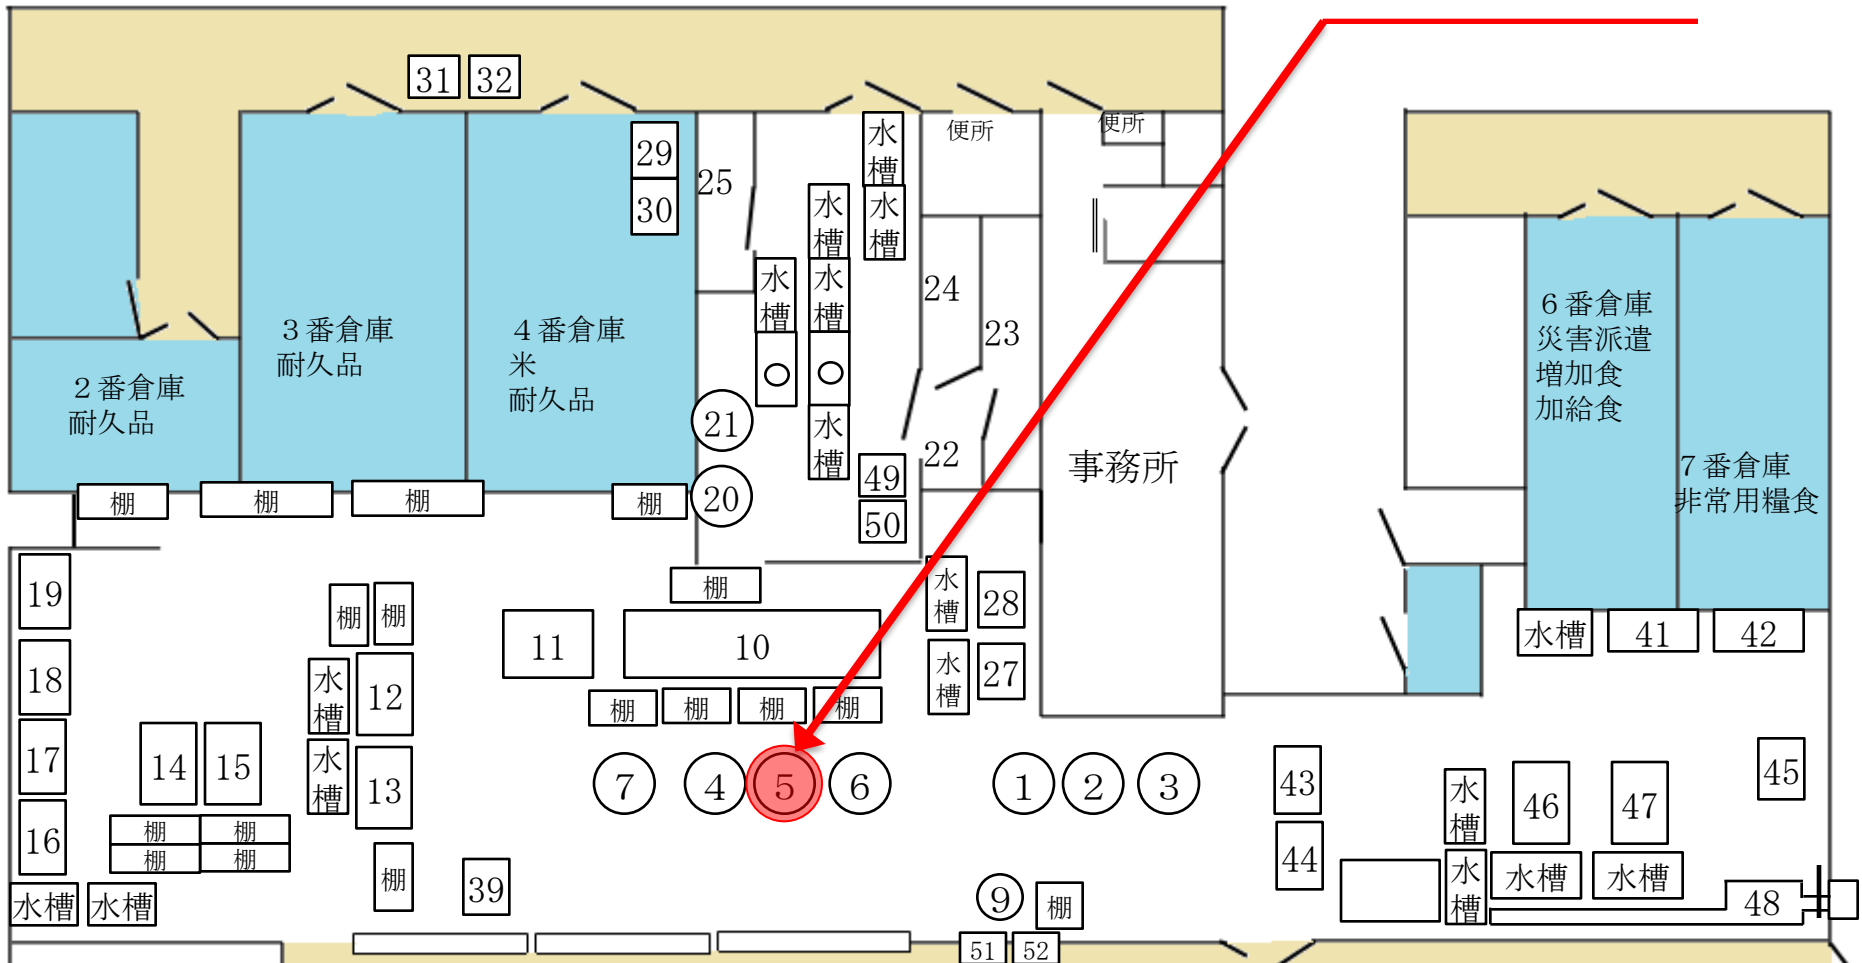 31
32
便所
便所
水槽
29
25
30
水槽
水槽
水槽
水槽
24
23
3番倉庫
耐久品
4番倉庫
米
耐久品
6番倉庫
災害派遣
増加食
加給食
2番倉庫
耐久品
21
水槽
22
事務所
7番倉庫
非常用糧食
棚
棚
棚
棚
20
49
50
19
棚
棚
棚
水槽
28
11
10
水槽
41
42
18
水槽
12
水槽
27
棚
棚
棚
棚
17
14
15
水槽
13
7
4
5
6
1
2
3
43
水槽
46
47
45
16
棚
棚
棚
棚
棚
39
44
水槽
水槽
水槽
水槽
水槽
9
棚
48
51
52